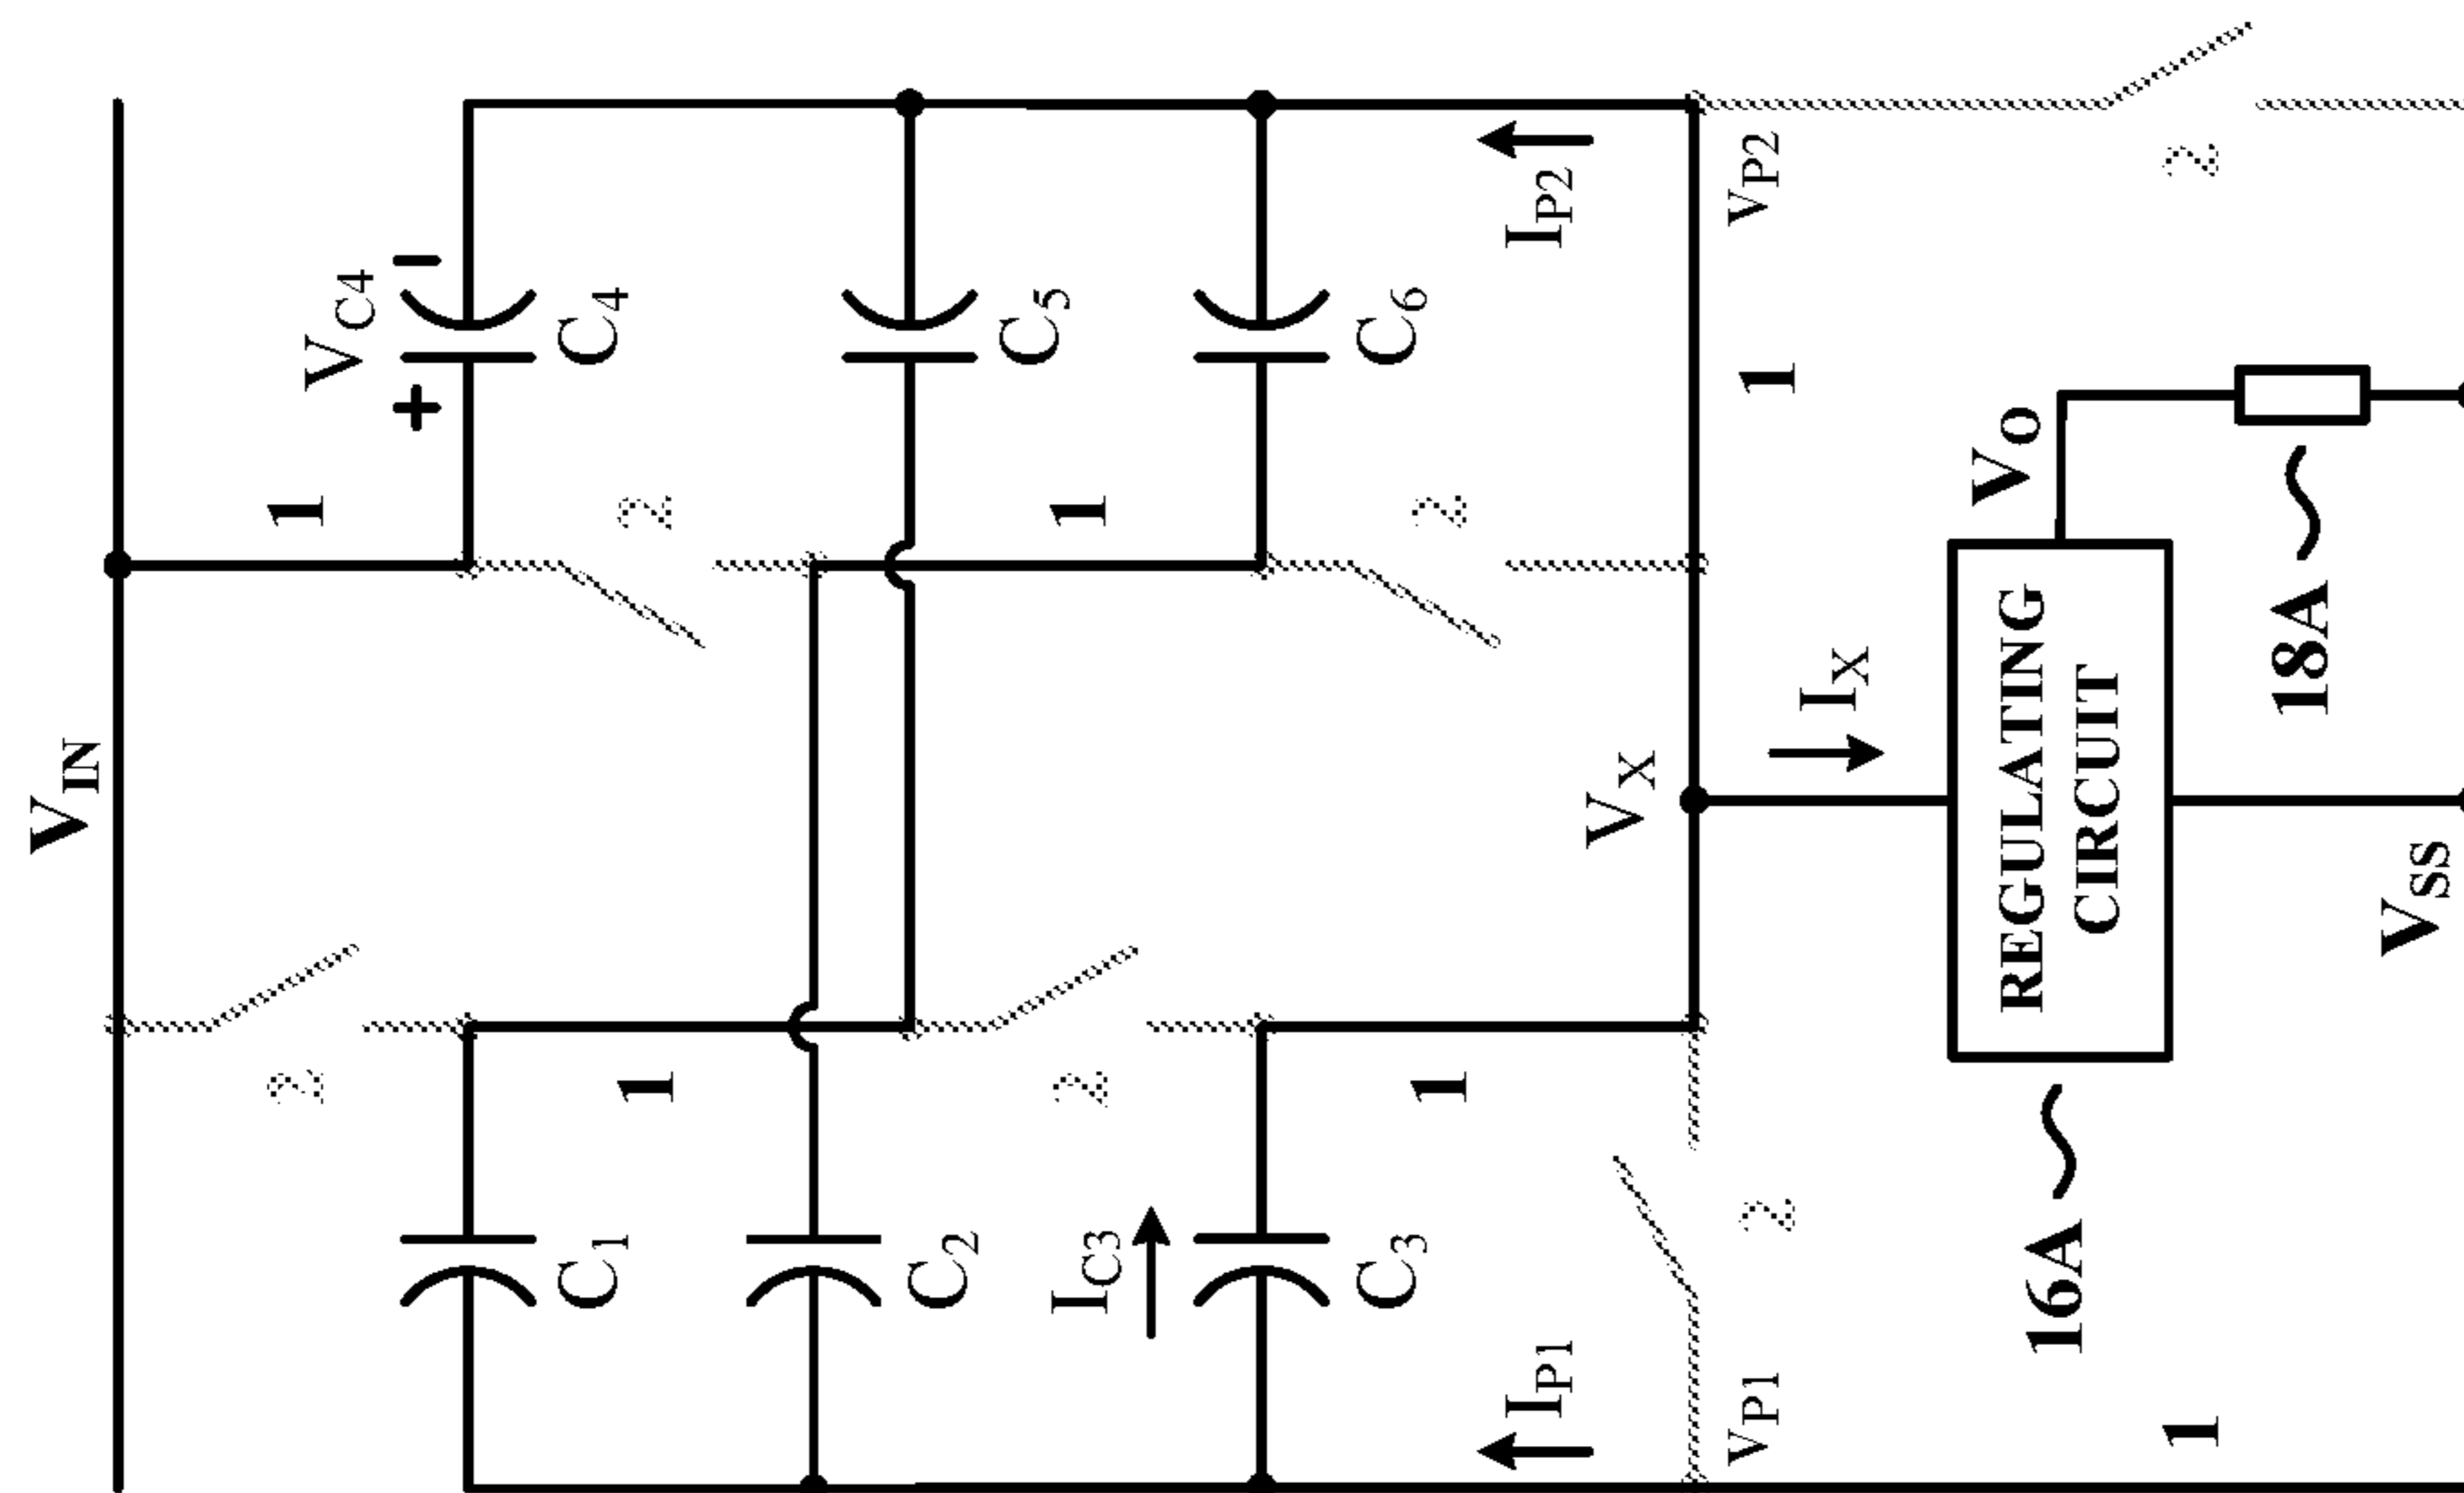 V_IN
2
1
C_1
V_C4
C_4
1
2
C_2
I_C3
2
1
C_5
C_3
1
2
C_6
I_P1
I_P2
V_X
V_P1
2
1
V_P2
I_X
16A
REGULATING
CIRCUIT
V_O
1
2
18A
V_SS
+
−